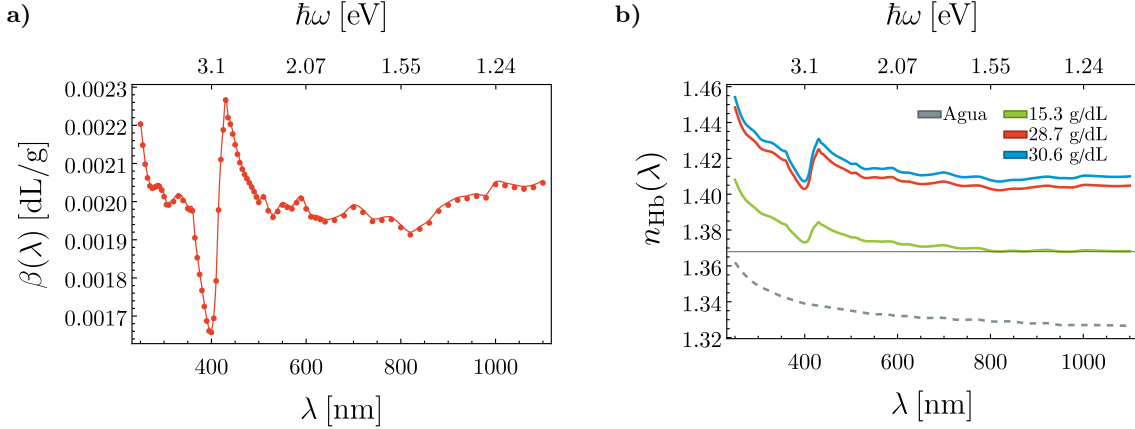 a)
ℏω [eV]
3.1 2.07 1.55 1.24
0.0023
0.0022
0.0021
0.0020
0.0019
0.0018
0.0017
β(λ) [dL/g]
400 600 800 1000
λ [nm]
b)
ℏω [eV]
3.1 2.07 1.55 1.24
1.46
1.44
1.42
1.40
1.38
1.36
1.34
1.32
n_Hb(λ)
Agua 15.3 g/dL
28.7 g/dL
30.6 g/dL
400 600 800 1000
λ [nm]